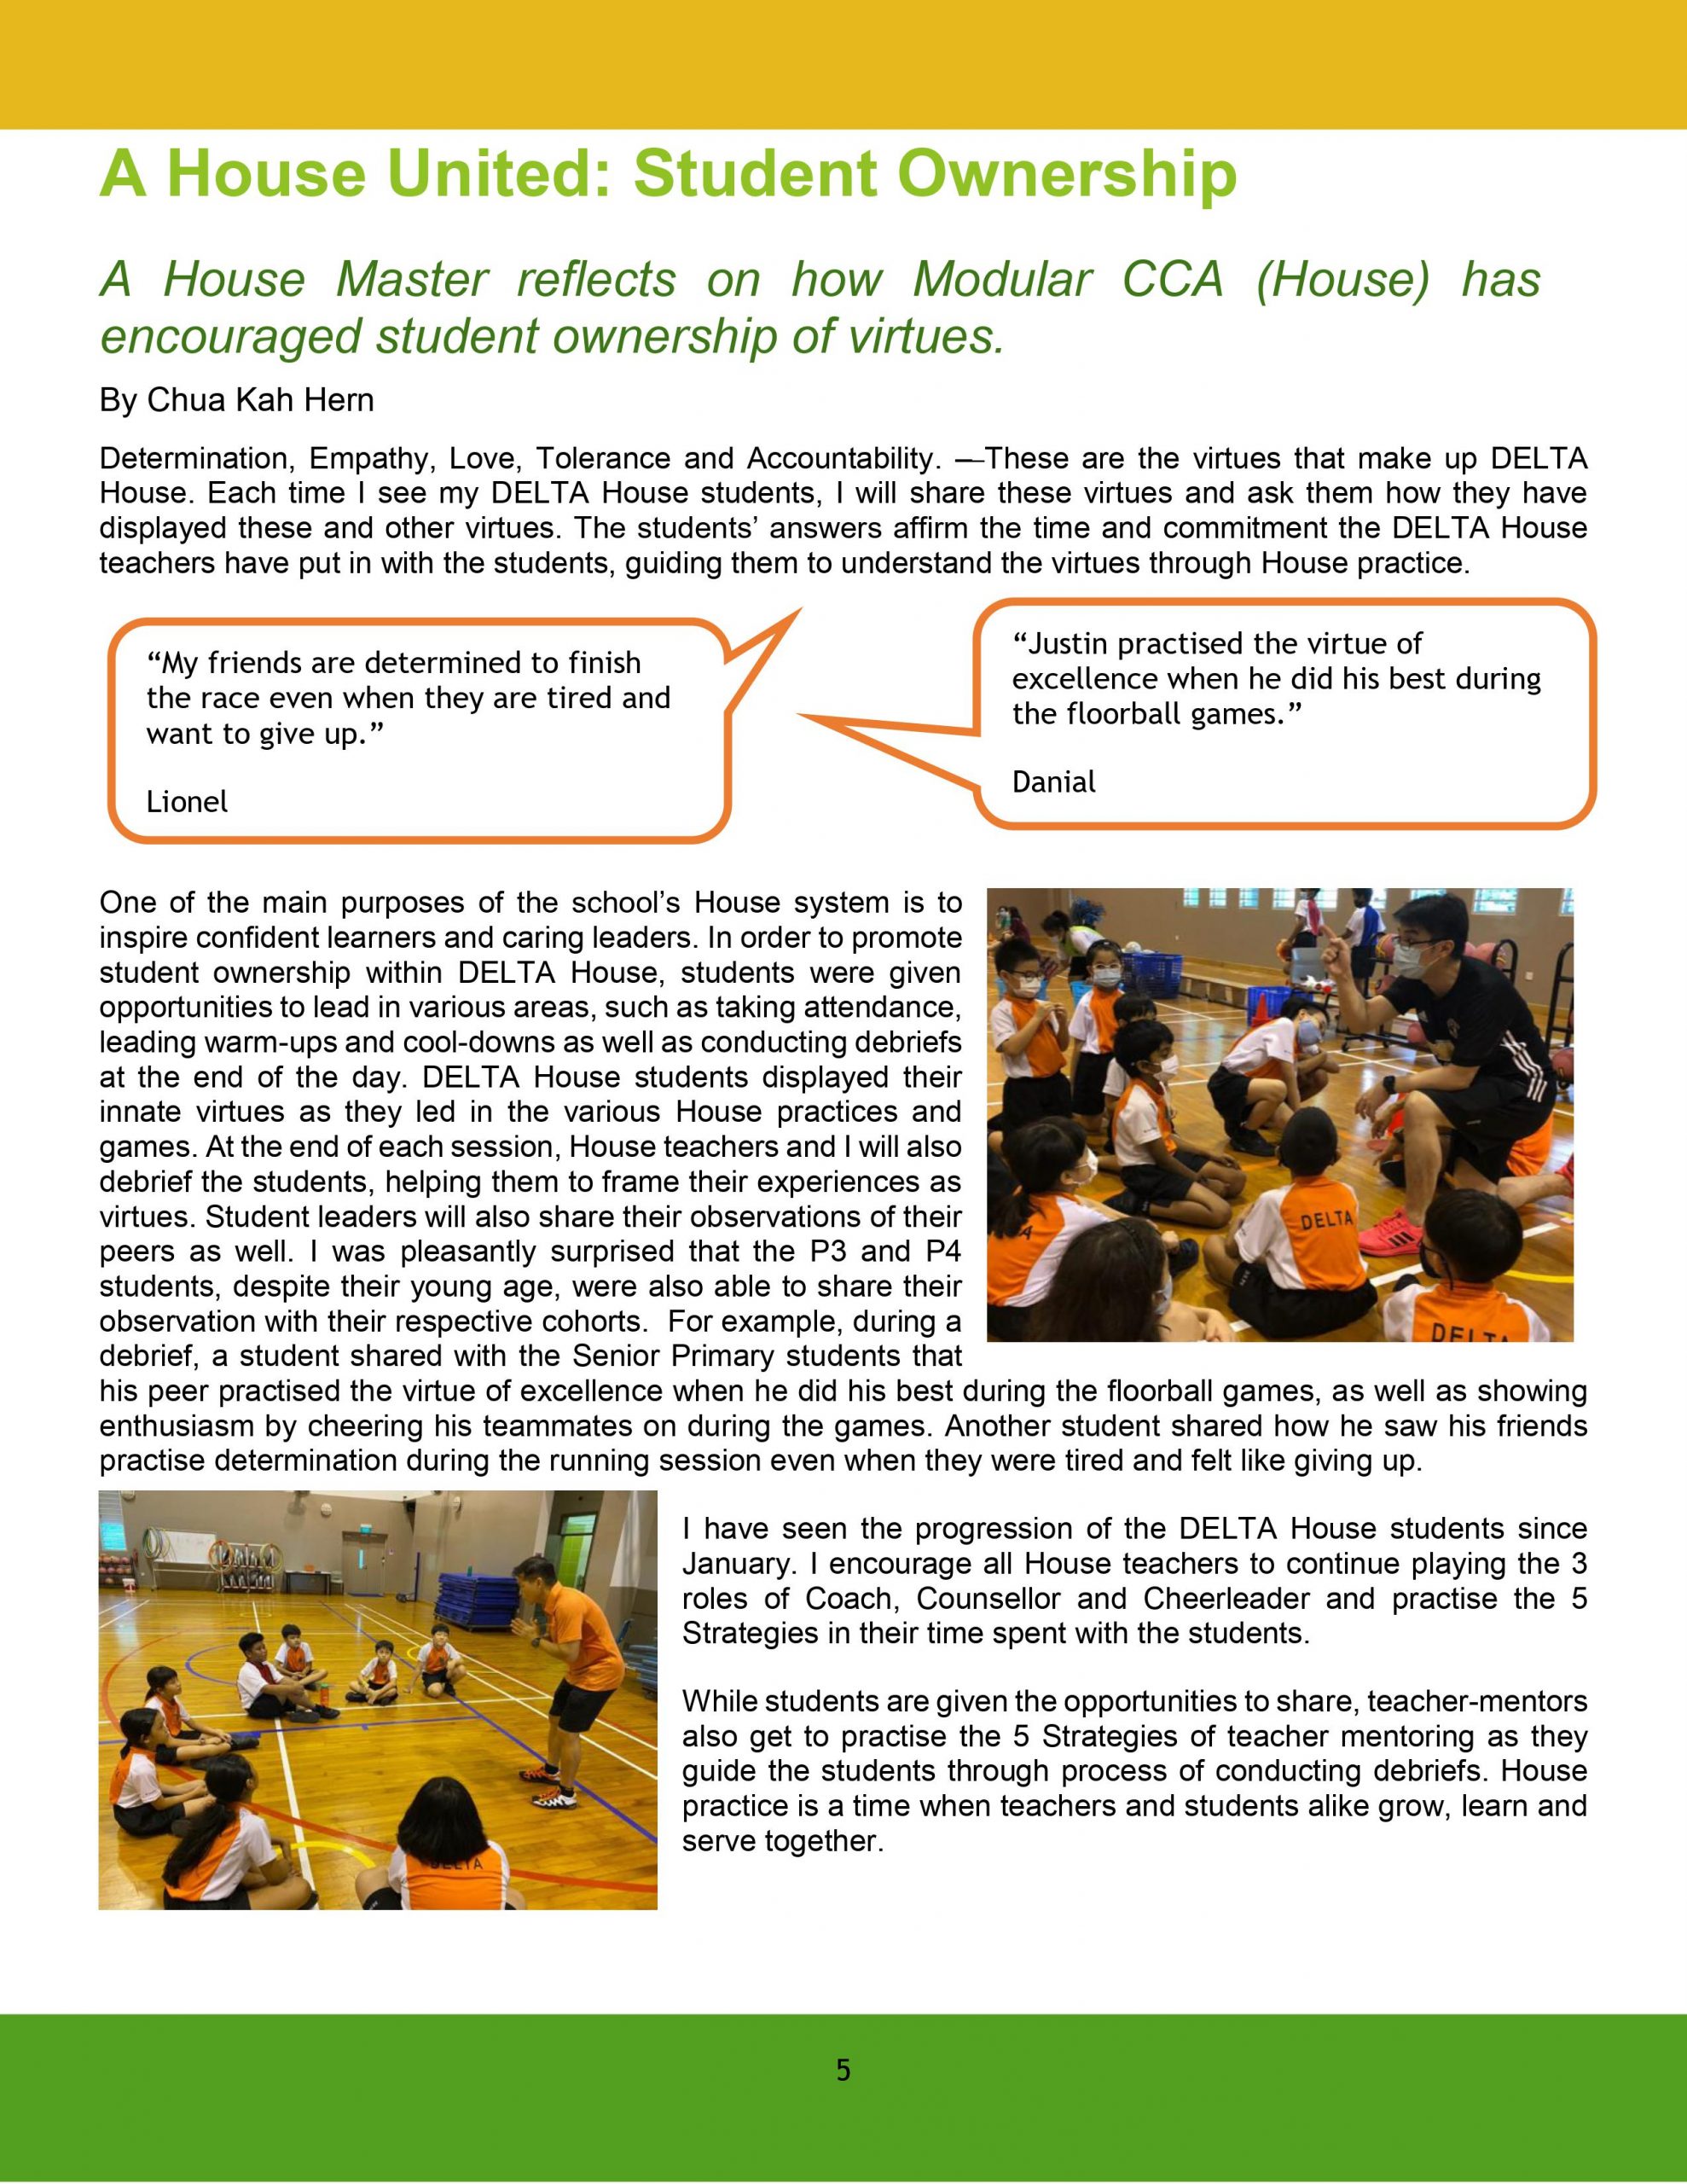 A House United: Student Ownership
A House Master reflects on how Modular CCA (House) has
encouraged student ownership of virtues.
By Chua Kah Hern
Determination, Empathy, Love, Tolerance and Accountability. —These are the virtues that make up DELTA
House. Each time I see my DELTA House students, I will share these virtues and ask them how they have
displayed these and other virtues. The students’ answers affirm the time and commitment the DELTA House
teachers have put in with the students, guiding them to understand the virtues through House practice.
“My friends are determined to finish
the race even when they are tired and
want to give up.”
Lionel
“Justin practised the virtue of
excellence when he did his best during
the floorball games.”
Danial
One of the main purposes of the school’s House system is to
inspire confident learners and caring leaders. In order to promote
student ownership within DELTA House, students were given
opportunities to lead in various areas, such as taking attendance,
leading warm-ups and cool-downs as well as conducting debriefs
at the end of the day. DELTA House students displayed their
innate virtues as they led in the various House practices and
games. At the end of each session, House teachers and I will also
debrief the students, helping them to frame their experiences as
virtues. Student leaders will also share their observations of their
peers as well. I was pleasantly surprised that the P3 and P4
students, despite their young age, were also able to share their
observation with their respective cohorts. For example, during a
debrief, a student shared with the Senior Primary students that
his peer practised the virtue of excellence when he did his best during the floorball games, as well as showing
enthusiasm by cheering his teammates on during the games. Another student shared how he saw his friends
practise determination during the running session even when they were tired and felt like giving up.
DELTA
DELTA
I have seen the progression of the DELTA House students since
January. I encourage all House teachers to continue playing the 3
roles of Coach, Counsellor and Cheerleader and practise the 5
Strategies in their time spent with the students.
While students are given the opportunities to share, teacher-mentors
also get to practise the 5 Strategies of teacher mentoring as they
guide the students through process of conducting debriefs. House
practice is a time when teachers and students alike grow, learn and
serve together.
DELTA
5